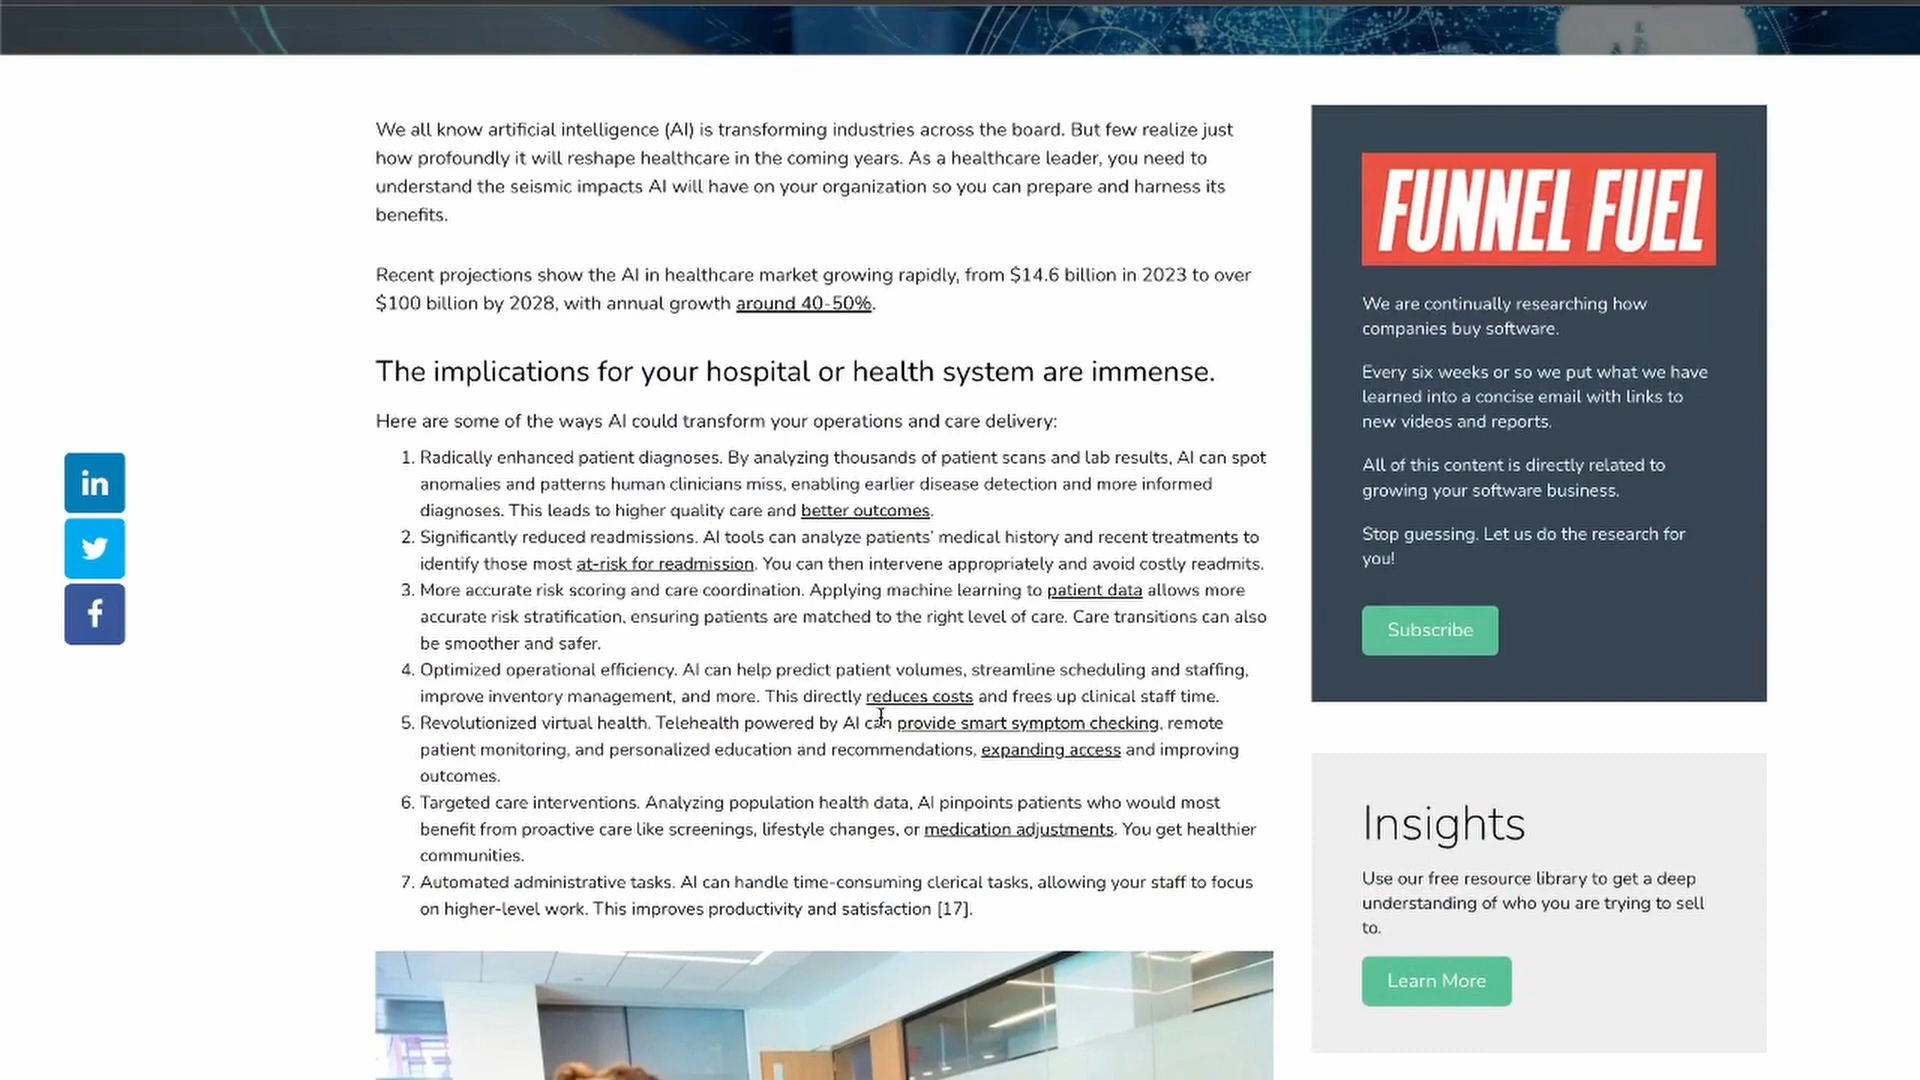 We all know artificial intelligence (AI) is transforming industries across the board. But few realize just
how profoundly it will reshape healthcare in the coming years. As a healthcare leader, you need to
understand the seismic impacts AI will have on your organization so you can prepare and harness its
benefits.
Recent projections show the AI in healthcare market growing rapidly, from $14.6 billion in 2023 to over
$100 billion by 2028, with annual growth around 40-50%.
The implications for your hospital or health system are immense.
Here are some of the ways AI could transform your operations and care delivery:
1. Radically enhanced patient diagnoses. By analyzing thousands of patient scans and lab results, AI can spot
anomalies and patterns human clinicians miss, enabling earlier disease detection and more informed
diagnoses. This leads to higher quality care and better outcomes.
2. Significantly reduced readmissions. AI tools can analyze patients’ medical history and recent treatments to
identify those most at-risk for readmission. You can then intervene appropriately and avoid costly readmits.
3. More accurate risk scoring and care coordination. Applying machine learning to patient data allows more
accurate risk stratification, ensuring patients are matched to the right level of care. Care transitions can also
be smoother and safer.
4. Optimized operational efficiency. AI can help predict patient volumes, streamline scheduling and staffing,
improve inventory management, and more. This directly reduces costs and frees up clinical staff time.
5. Revolutionized virtual health. Telehealth powered by AI can provide smart symptom checking, remote
patient monitoring, and personalized education and recommendations, expanding access and improving
outcomes.
6. Targeted care interventions. Analyzing population health data, AI pinpoints patients who would most
benefit from proactive care like screenings, lifestyle changes, or medication adjustments. You get healthier
communities.
7. Automated administrative tasks. AI can handle time-consuming clerical tasks, allowing your staff to focus
on higher-level work. This improves productivity and satisfaction [17].
in
f
FUNNEL FUEL
We are continually researching how
companies buy software.
Every six weeks or so we put what we have
learned into a concise email with links to
new videos and reports.
All of this content is directly related to
growing your software business.
Stop guessing. Let us do the research for
you!
Subscribe
Insights
Use our free resource library to get a deep
understanding of who you are trying to sell
to.
Learn More